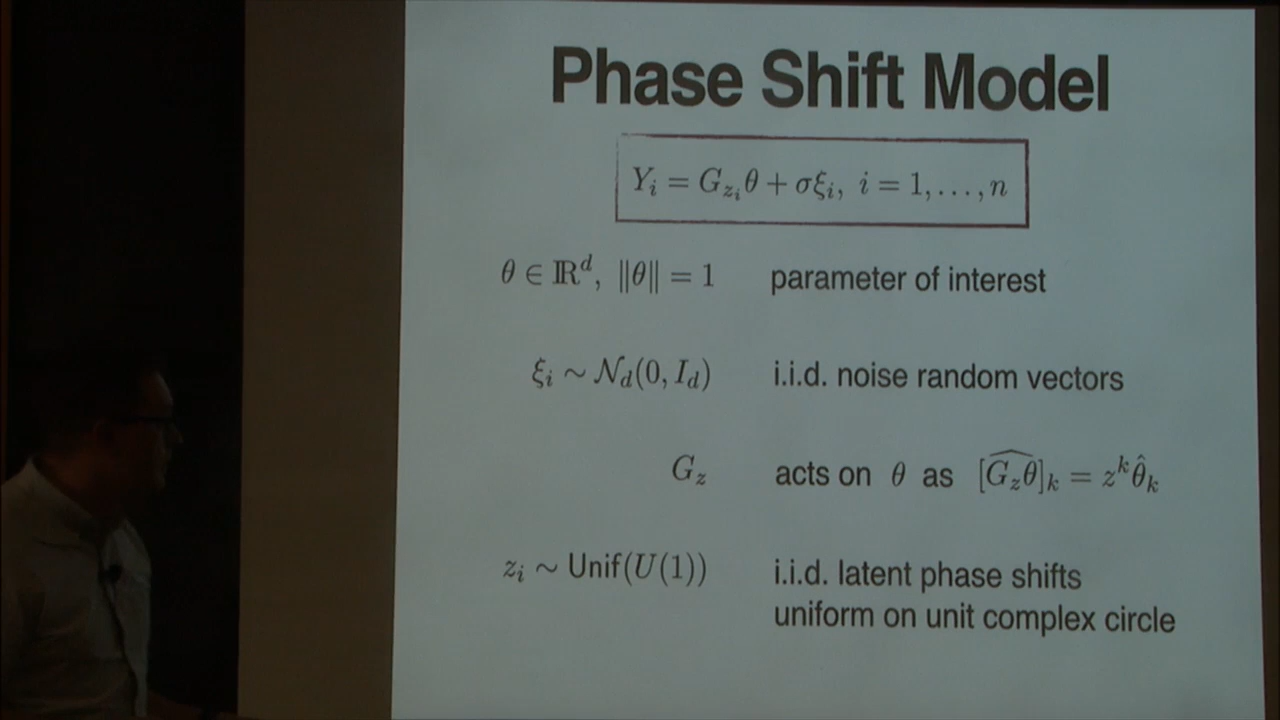 Phase Shift Model
Y_i = G_{z_i}θ + σξ_i, i = 1, . . . , n
θ ∈ ℝ^d, ‖θ‖ = 1 parameter of interest
ξ_i ∼ 𝒩_d(0, I_d) i.i.d. noise random vectors
G_z acts on θ as [\widehat{G_zθ}]_k = z^k \hat{θ}_k
z_i ∼ Unif(U(1)) i.i.d. latent phase shifts
uniform on unit complex circle